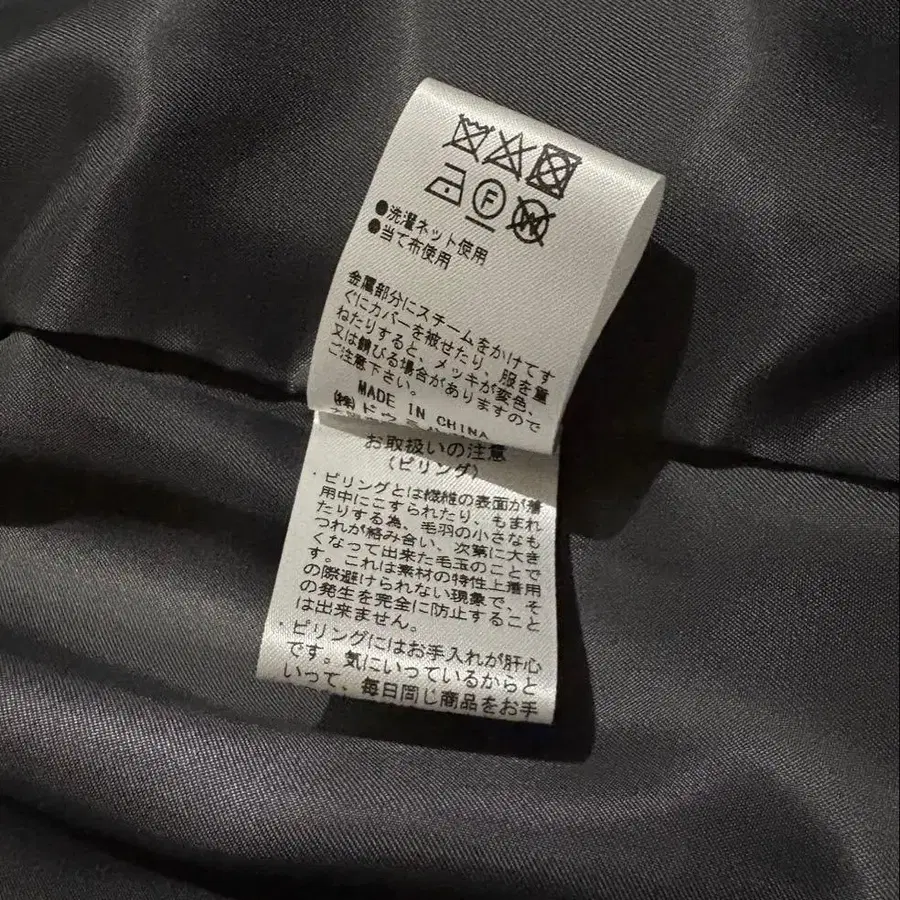 F
W
●洗濯ネット使用
●当て布使用
金属部分にスチームをかけてす
ぐにカバーを被せたり、服を重
ねたりすると、メッキが変色、
又は錆びる場合がありますので
ご注意下さい。
MADE IN CHINA
(株)ドウミ
お取扱いの注意
(ピリング)
・ピリングとは繊維の表面が着
用中にこすられたり、もまれ
たりする為、毛羽の小さなも
つれが絡み合い、次第に大き
くなって出来た毛玉のことで
す。これは素材の特性上着用
の際避けられない現象で、そ
の発生を完全に防止すること
は出来ません。
・ピリングにはお手入れが肝心
です。気にいっているからと
いって、毎日同じ商品をお手